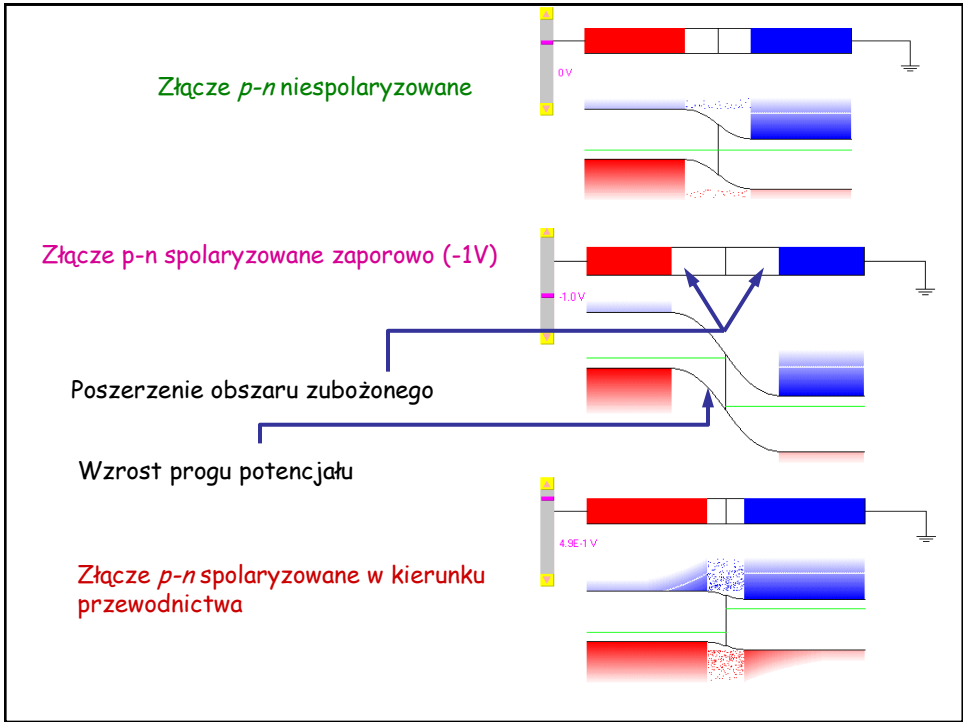 0 V
Złącze p-n niespolaryzowane
Złącze p-n spolaryzowane zaporowo (-1V)
-1.0 V
Poszerzenie obszaru zubożonego
Wzrost progu potencjału
4.9E-1 V
Złącze p-n spolaryzowane w kierunku
przewodnictwa